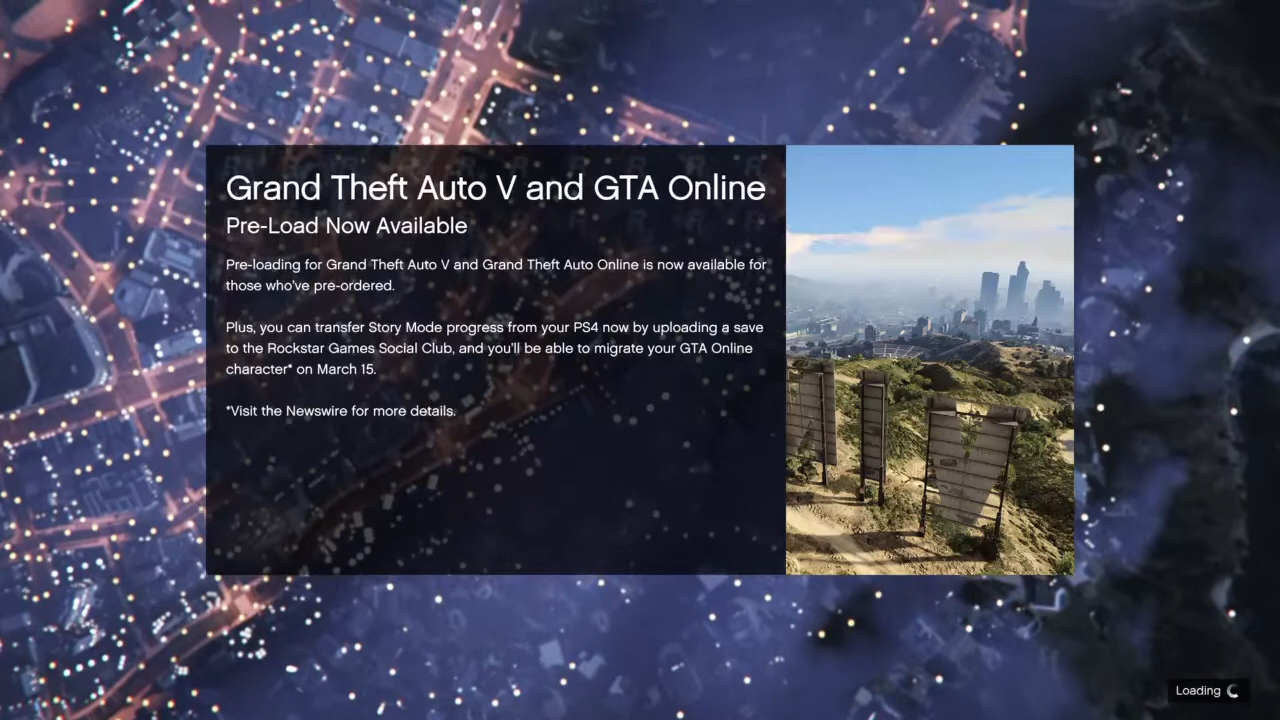 Grand Theft Auto V and GTA Online
Pre-Load Now Available
Pre-loading for Grand Theft Auto V and Grand Theft Auto Online is now available for
those who've pre-ordered.
Plus, you can transfer Story Mode progress from your PS4 now by uploading a save
to the Rockstar Games Social Club, and you'll be able to migrate your GTA Online
character* on March 15.
*Visit the Newswire for more details.
Loading